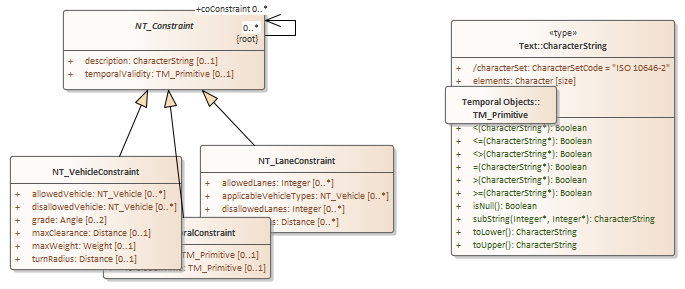 +coConstraint 0..*
NT_Constraint
0..*
{root}
+ description: CharacterString [0..1]
+ temporalValidity: TM_Primitive [0..1]
NT_VehicleConstraint
+ allowedVehicle: NT_Vehicle [0..*]
+ disallowedVehicle: NT_Vehicle [0..*]
+ grade: Angle [0..2]
+ maxClearance: Distance [0..1]
+ maxWeight: Weight [0..1]
+ turnRadius: Distance [0..1]
NT_LaneConstraint
+ allowedLanes: Integer [0..*]
+ applicableVehicleTypes: NT_Vehicle [0..*]
+ disallowedLanes: Integer [0..*]
Distance [0..*]
oralConstraint
TM_Primitive [0..1]
TM_Primitive [0..1]
«type»
Text::CharacterString
+ /characterSet: CharacterSetCode = "ISO 10646-2"
+ elements: Character [size]
Temporal Objects::
TM_Primitive
+ <(CharacterString*): Boolean
+ <=(CharacterString*): Boolean
+ <>(CharacterString*): Boolean
+ =(CharacterString*): Boolean
+ >(CharacterString*): Boolean
+ >=(CharacterString*): Boolean
+ isNull(): Boolean
+ subString(Integer*, Integer*): CharacterString
+ toLower(): CharacterString
+ toUpper(): CharacterString